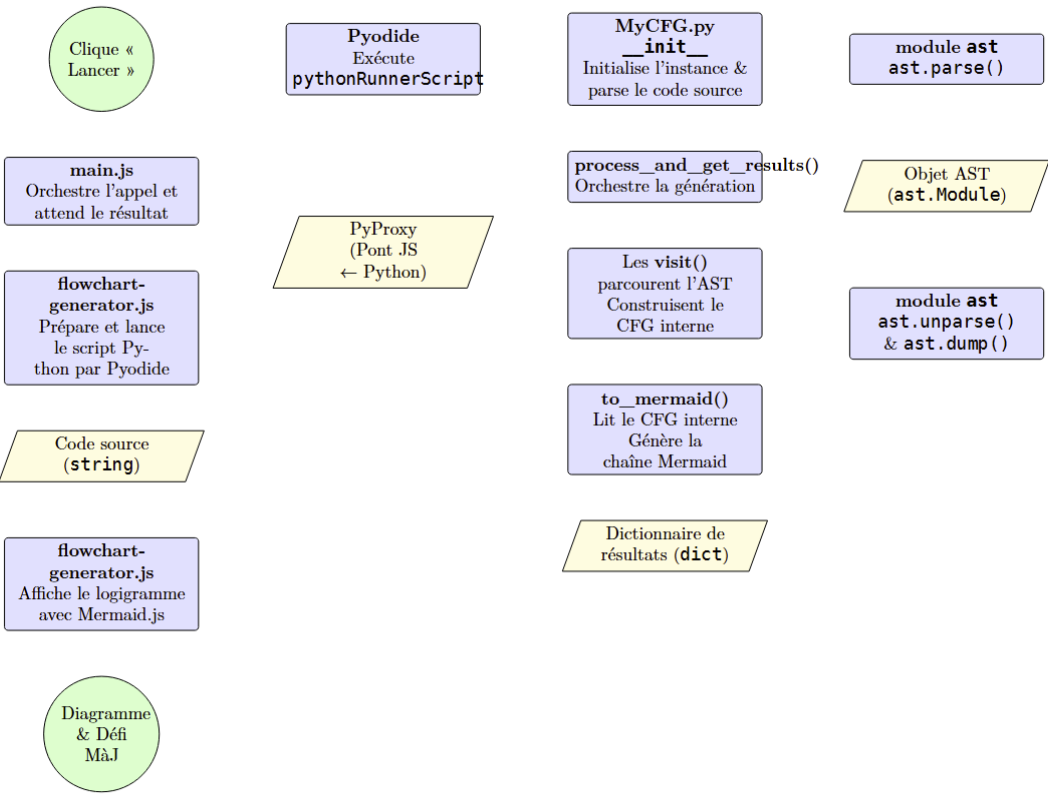 Clique «
Lancer »
main.js
Orchestre l'appel et
attend le résultat
flowchart-
generator.js
Prépare et lance
le script Py-
thon par Pyodide
Code source
(string)
flowchart-
generator.js
Affiche le logigramme
avec Mermaid.js
Diagramme
& Défi
MàJ
Pyodide
Exécute
pythonRunnerScript
PyProxy
(Pont JS
← Python)
MyCFG.py
__init__
Initialise l'instance &
parse le code source
process_and_get_results()
Orchestre la génération
Les visit()
parcourent l'AST
Construisent le
CFG interne
to_mermaid()
Lit le CFG interne
Génère la
chaîne Mermaid
Dictionnaire de
résultats (dict)
module ast
ast.parse()
Objet AST
(ast.Module)
module ast
ast.unparse()
& ast.dump()